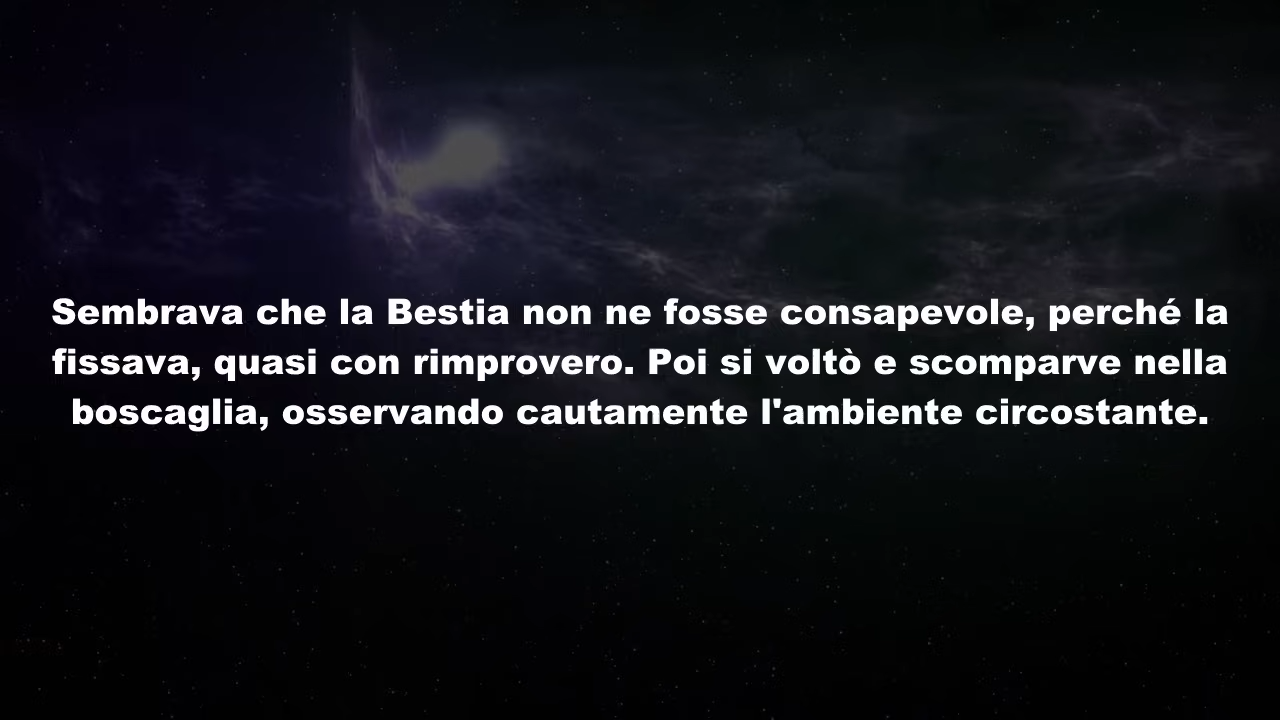 Sembrava che la Bestia non ne fosse consapevole, perché la
fissava, quasi con rimprovero. Poi si voltò e scomparve nella
boscaglia, osservando cautamente l'ambiente circostante.